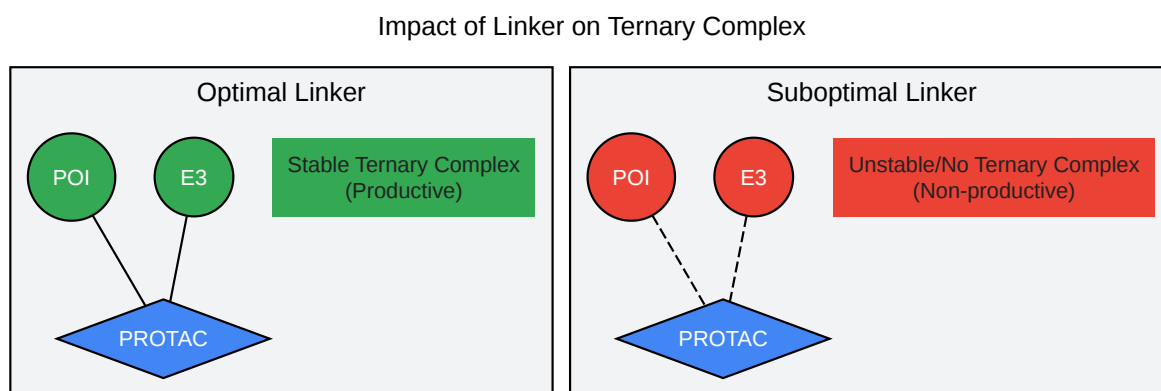 Impact of Linker on Ternary Complex
Optimal Linker
POI
E3
Stable Ternary Complex
(Productive)
PROTAC
Suboptimal Linker
POI
E3
Unstable/No Ternary Complex
(Non-productive)
PROTAC